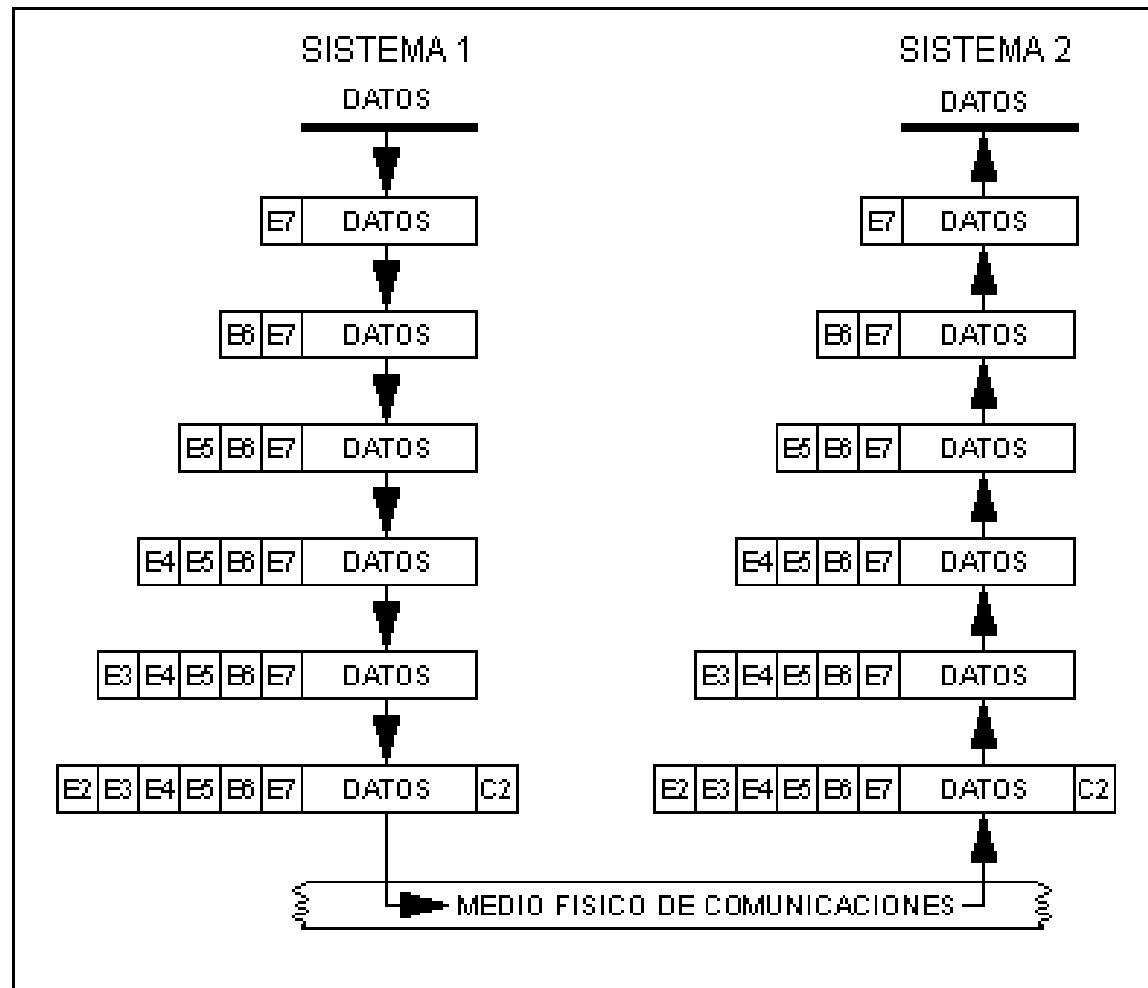 SISTEMA 1 SISTEMA 2
DATOS DATOS
E7 DATOS E7 DATOS
E6 E7 DATOS E6 E7 DATOS
E5 E6 E7 DATOS E5 E6 E7 DATOS
E4 E5 E6 E7 DATOS E4 E5 E6 E7 DATOS
E3 E4 E5 E6 E7 DATOS E3 E4 E5 E6 E7 DATOS
E2 E3 E4 E5 E6 E7 DATOS C2 E2 E3 E4 E5 E6 E7 DATOS C2
MEDIO FISICO DE COMUNICACIONES